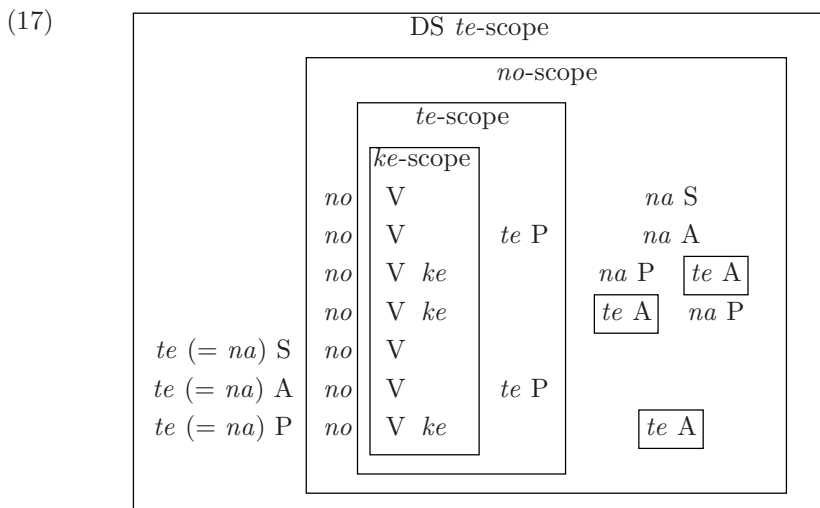 (17)
DS te-scope
no-scope
te-scope
ke-scope
no V na S
no V te P na A
no V ke na P te A
no V ke te A na P
te (= na) S no V
te (= na) A no V te P
te (= na) P no V ke te A